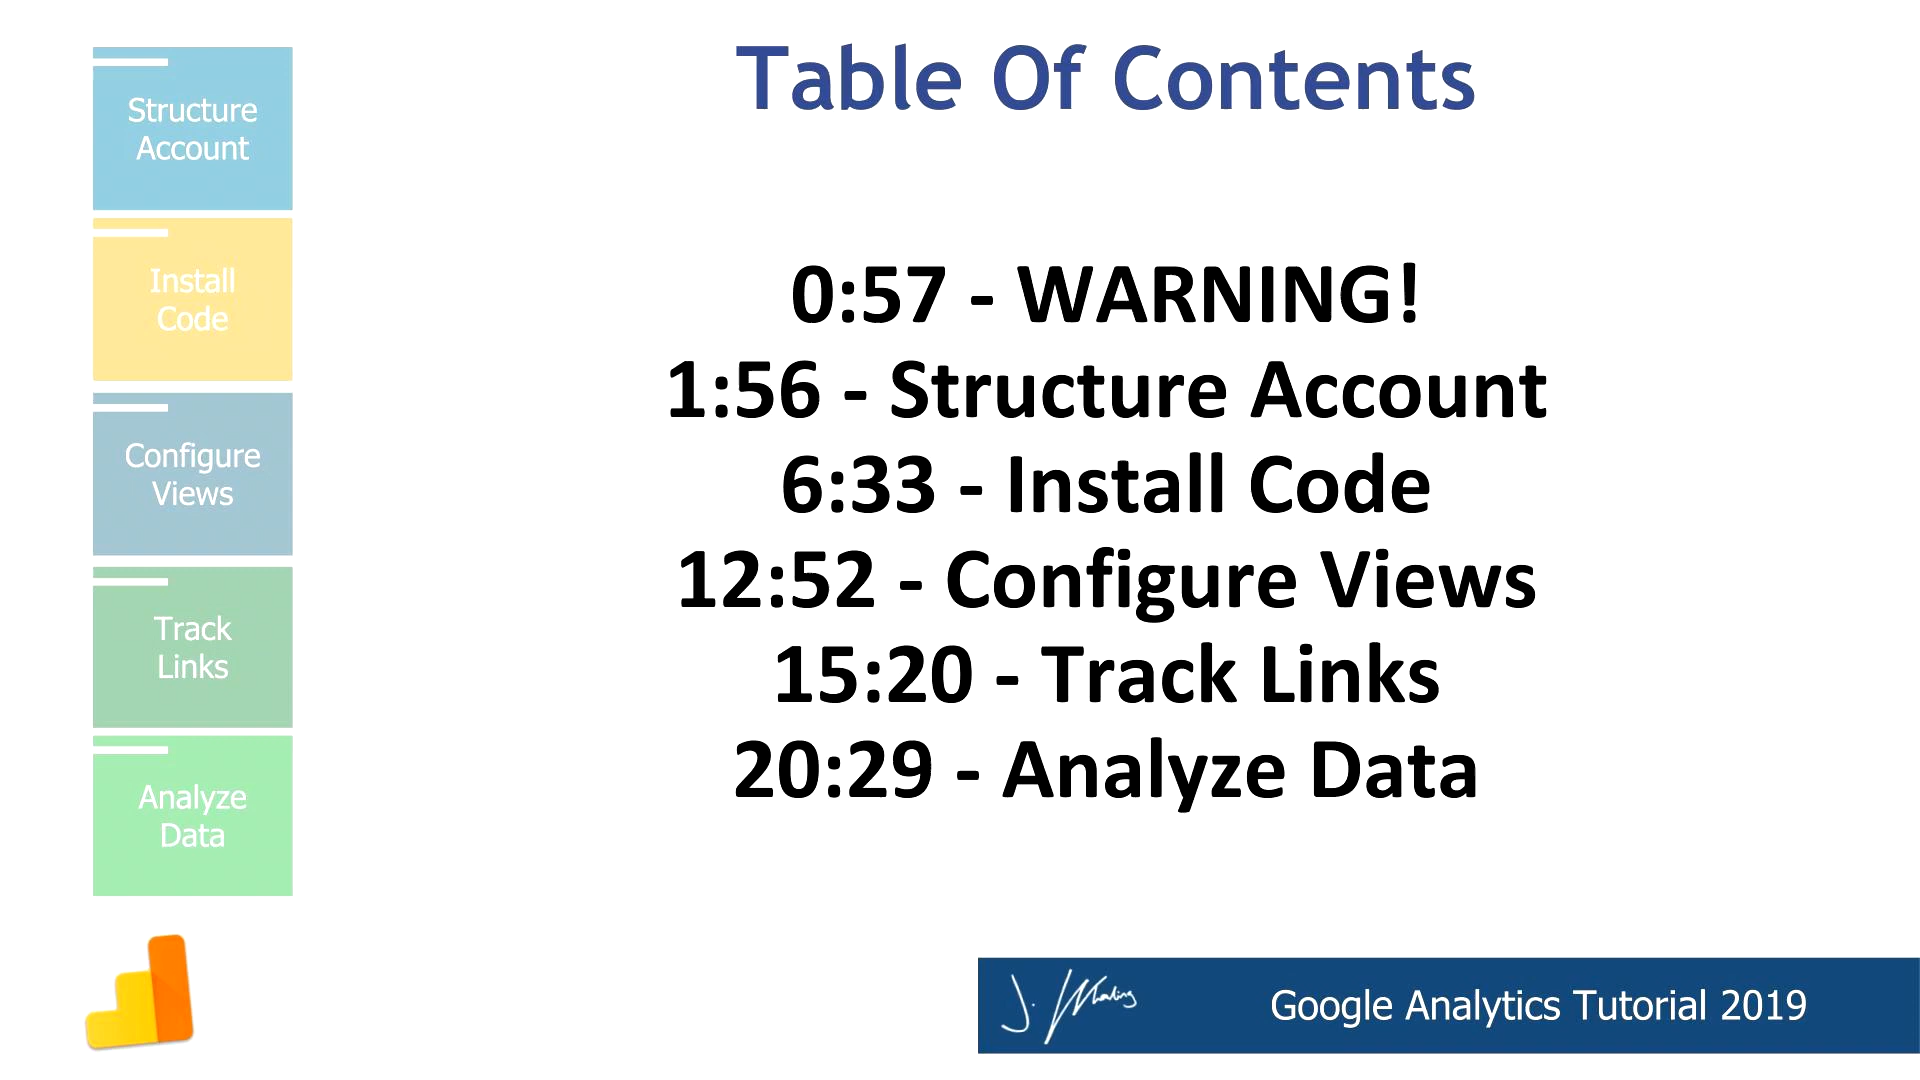 Table Of Contents
Structure
Account
Install
Code
Configure
Views
Track
Links
Analyze
Data
0:57 - WARNING!
1:56 - Structure Account
6:33 - Install Code
12:52 - Configure Views
15:20 - Track Links
20:29 - Analyze Data
Google Analytics Tutorial 2019